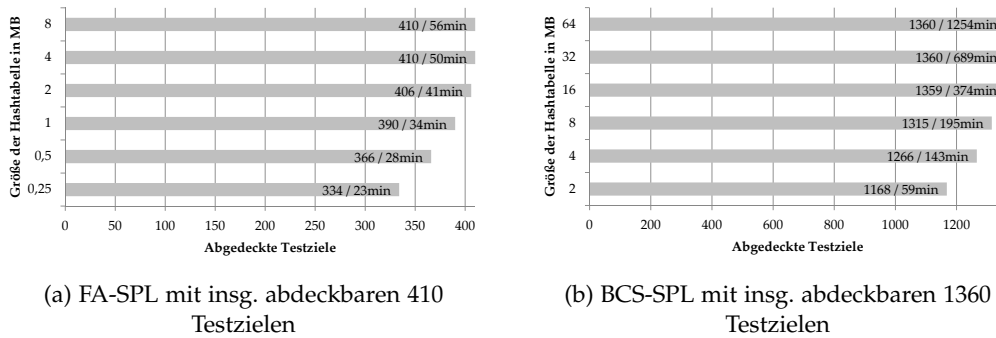 Größe der Hashtabelle in MB
8
410 / 56min
4
410 / 50min
2
406 / 41min
1
390 / 34min
0,5
366 / 28min
0,25
334 / 23min
0 50 100 150 200 250 300 350 400
Abgedeckte Testziele
(a) FA-SPL mit insg. abdeckbaren 410
Testzielen
Größe der Hashtabelle in MB
64
1360 / 1254min
32
1360 / 689min
16
1359 / 374min
8
1315 / 195min
4
1266 / 143min
2
1168 / 59min
0 200 400 600 800 1000 1200
Abgedeckte Testziele
(b) BCS-SPL mit insg. abdeckbaren 1360
Testzielen